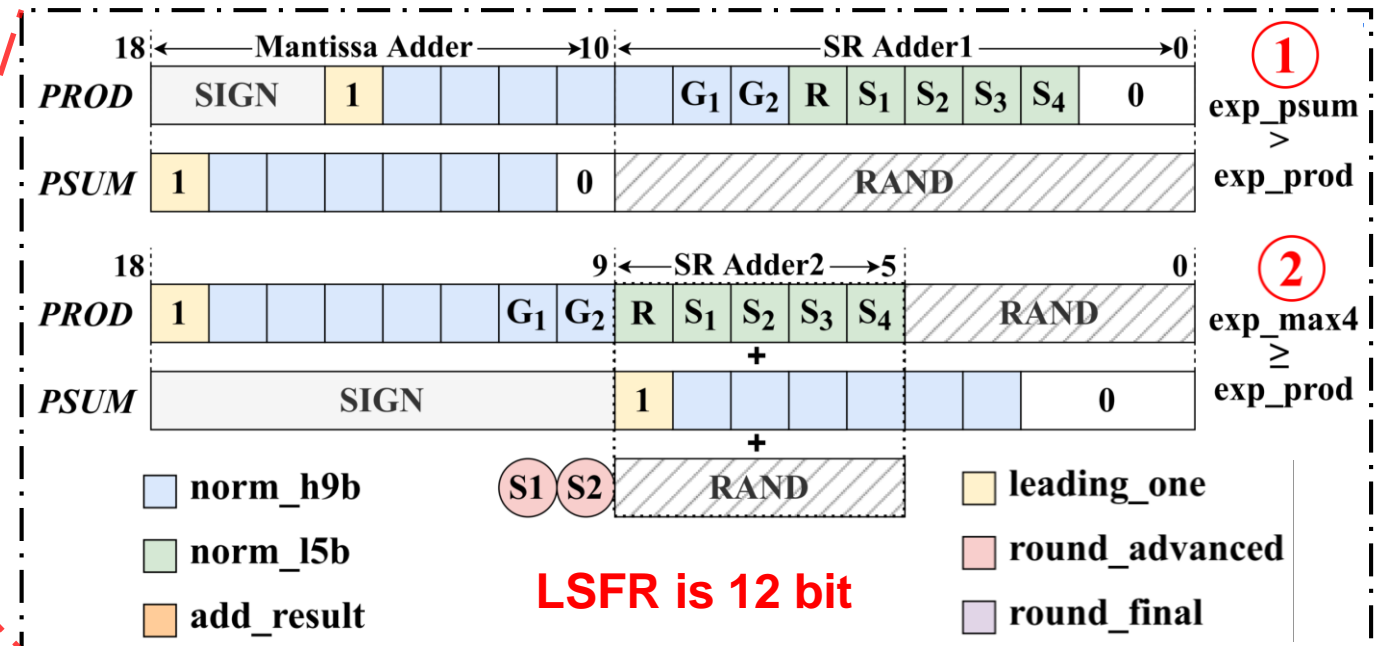 18 Mantissa Adder 10 SR Adder1 0 1
PROD SIGN 1 G1 G2 R S1 S2 S3 S4 0 exp_psum
>
PSUM 1 0 RAND exp_prod
18 9 SR Adder2 5 0 2
PROD 1 G1 G2 R S1 S2 S3 S4 RAND exp_max4
+ ≥
PSUM SIGN 1 0 exp_prod
+
norm_h9b S1 S2 RAND leading_one
norm_l5b round_advanced
LSFR is 12 bit
add_result round_final